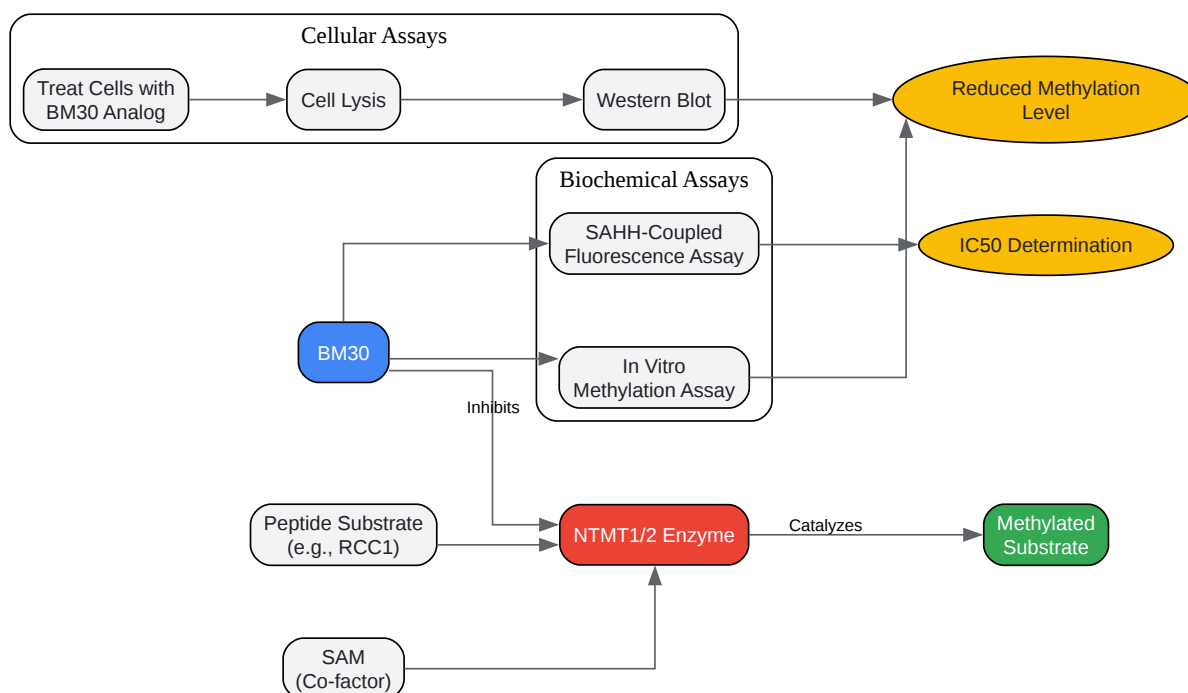 Cellular Assays
Treat Cells with
BM30 Analog
Cell Lysis
Western Blot
Reduced Methylation
Level
Biochemical Assays
SAHH-Coupled
Fluorescence Assay
IC50 Determination
BM30
In Vitro
Methylation Assay
Inhibits
Peptide Substrate
(e.g., RCC1)
NTMT1/2 Enzyme
Catalyzes
Methylated
Substrate
SAM
(Co-factor)